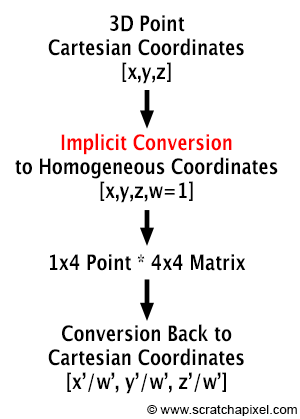 3D Point
Cartesian Coordinates
[x,y,z]
Implicit Conversion
to Homogeneous Coordinates
[x,y,z,w=1]
1x4 Point * 4x4 Matrix
Conversion Back to
Cartesian Coordinates
[x’/w’, y’/w’, z’/w’]
© www.scratchapixel.com